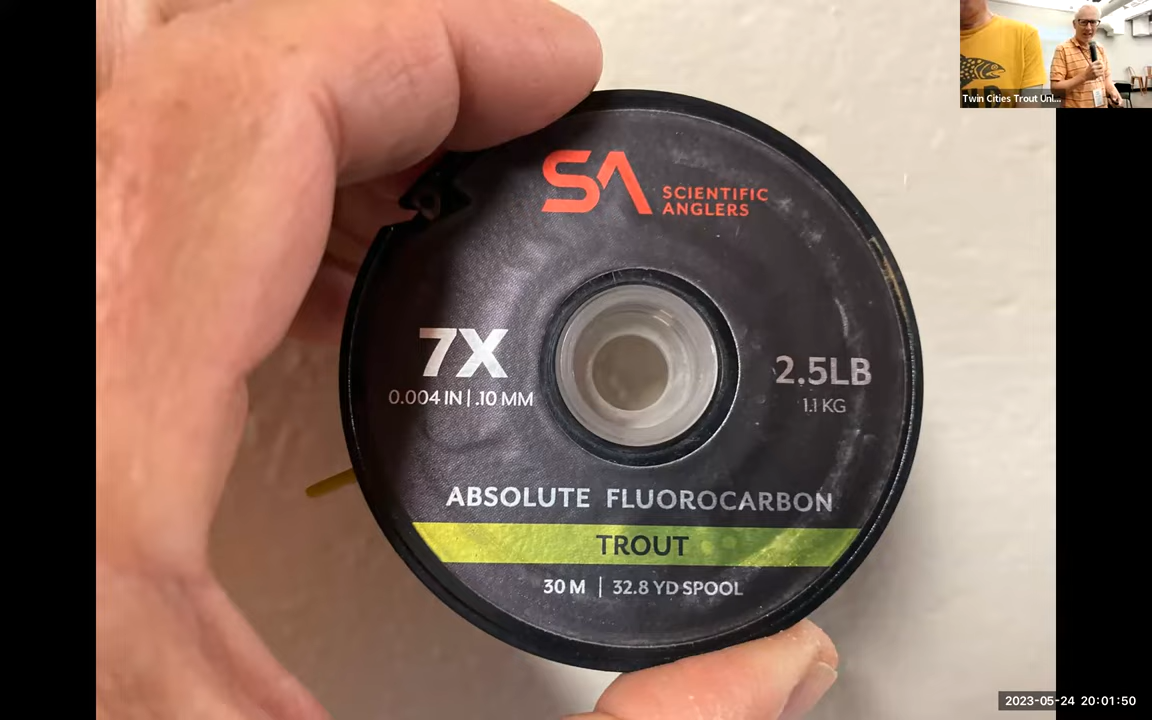 SA
SCIENTIFIC
ANGLERS
7X
0.004 IN | .10 MM
2.5LB
1.1 KG
ABSOLUTE FLUOROCARBON
TROUT
30 M | 32.8 YD SPOOL
Twin Cities Trout Unl...
2023-05-24 20:01:50